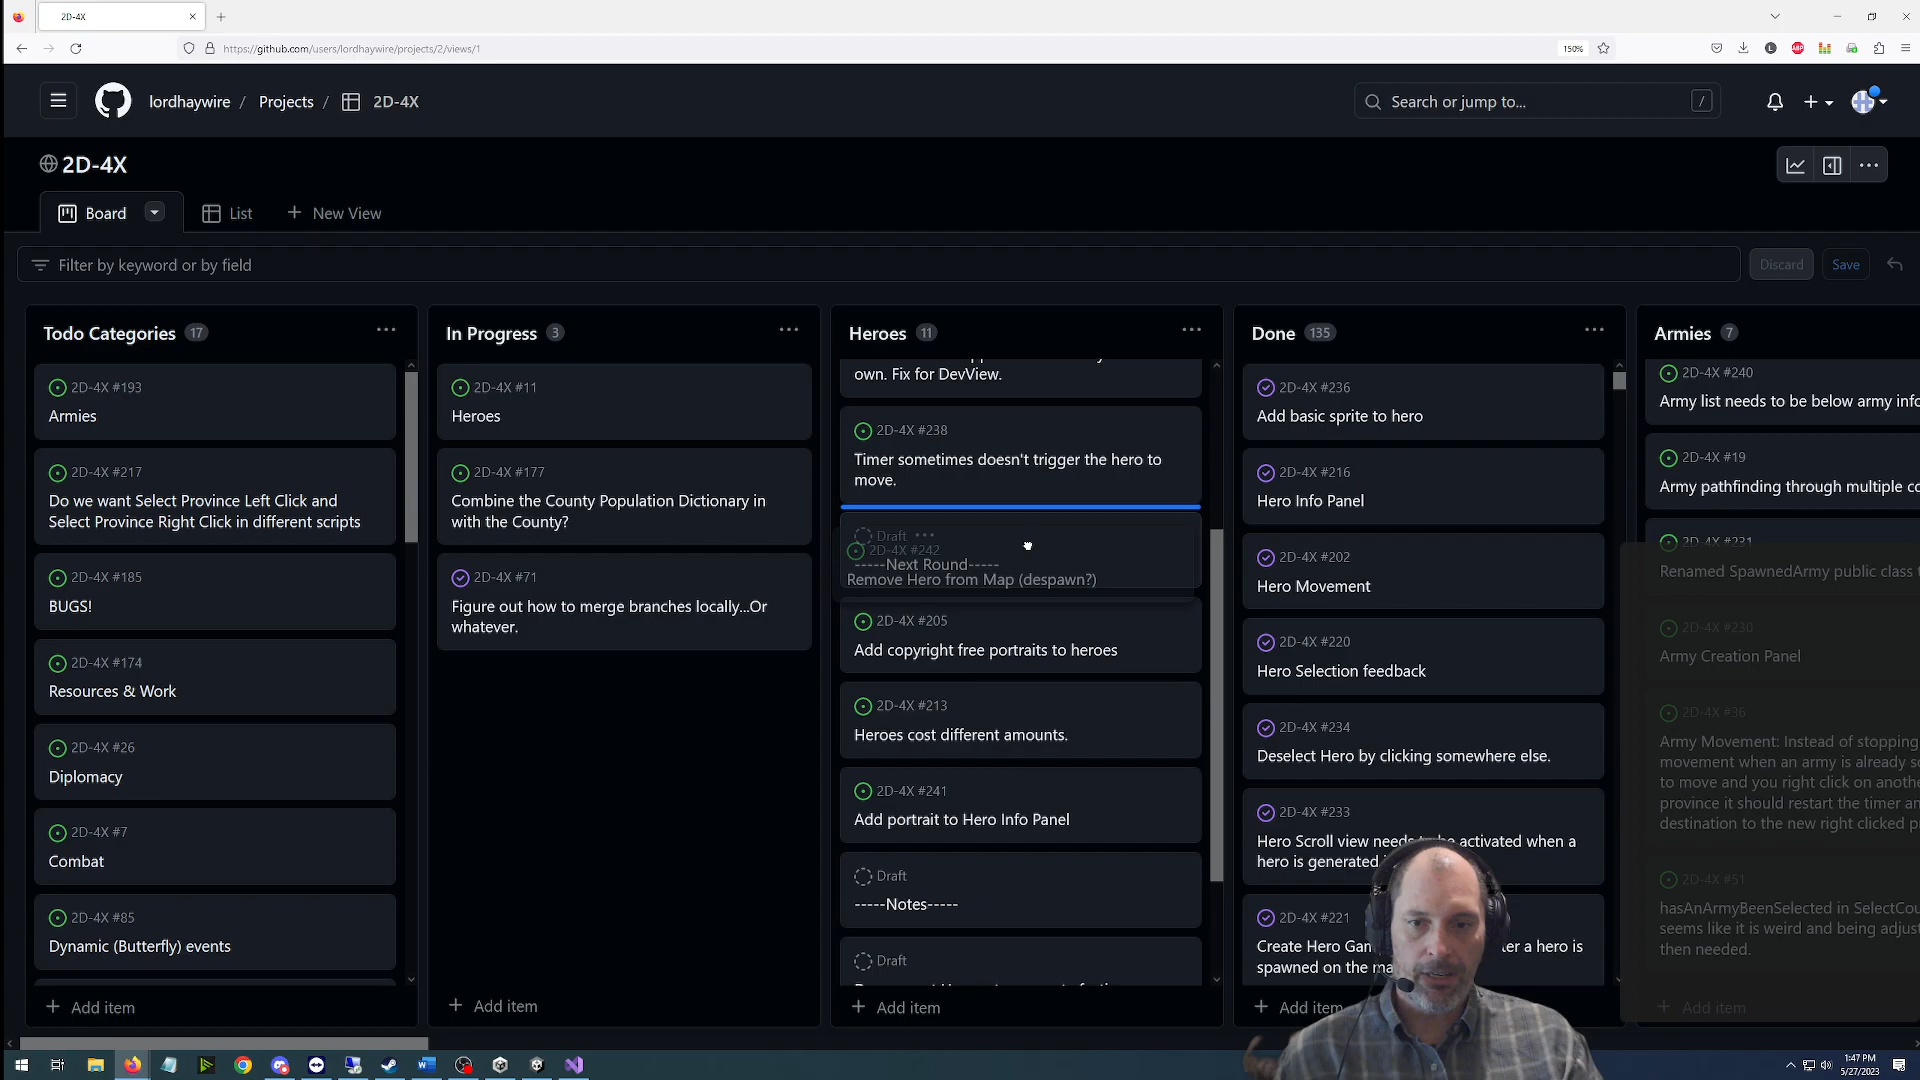 2D-4X
https://github.com/users/lordhaywire/projects/2/views/1
150%
lordhaywire / Projects / 2D-4X
Search or jump to...
/
2D-4X
Board
List
New View
Filter by keyword or by field
Discard
Save
Todo Categories 17
2D-4X #193
Armies
2D-4X #217
Do we want Select Province Left Click and
Select Province Right Click in different scripts
2D-4X #185
BUGS!
2D-4X #174
Resources & Work
2D-4X #26
Diplomacy
2D-4X #7
Combat
2D-4X #85
Dynamic (Butterfly) events
Add item
In Progress 3
2D-4X #11
Heroes
2D-4X #177
Combine the County Population Dictionary in
with the County?
2D-4X #71
Figure out how to merge branches locally...Or
whatever.
Add item
Heroes 11
own. Fix for DevView.
2D-4X #238
Timer sometimes doesn't trigger the hero to
move.
Draft
2D-4X #242
-----Next Round-----
Remove Hero from Map (despawn?)
2D-4X #205
Add copyright free portraits to heroes
2D-4X #213
Heroes cost different amounts.
2D-4X #241
Add portrait to Hero Info Panel
Draft
-----Notes-----
Draft
Add item
Done 135
2D-4X #236
Add basic sprite to hero
2D-4X #216
Hero Info Panel
2D-4X #202
Hero Movement
2D-4X #220
Hero Selection feedback
2D-4X #234
Deselect Hero by clicking somewhere else.
2D-4X #233
Hero Scroll view needs to be activated when a
hero is generated
2D-4X #221
Create Hero after a hero is
spawned on the
Add item
Armies 7
2D-4X #240
Army list needs to be below army info
2D-4X #19
Army pathfinding through multiple
2D-4X #231
Renamed SpawnedArmy public class
2D-4X #230
Army Creation Panel
2D-4X #36
Army Movement: Instead of stopping
movement when an army is already
to move and you right click on
province it should restart the timer and
destination to the new right clicked
2D-4X #51
hasAnArmyBeenSelected in
seems like it is weird and being
then needed.
Add item
1:47 PM
5/27/2023